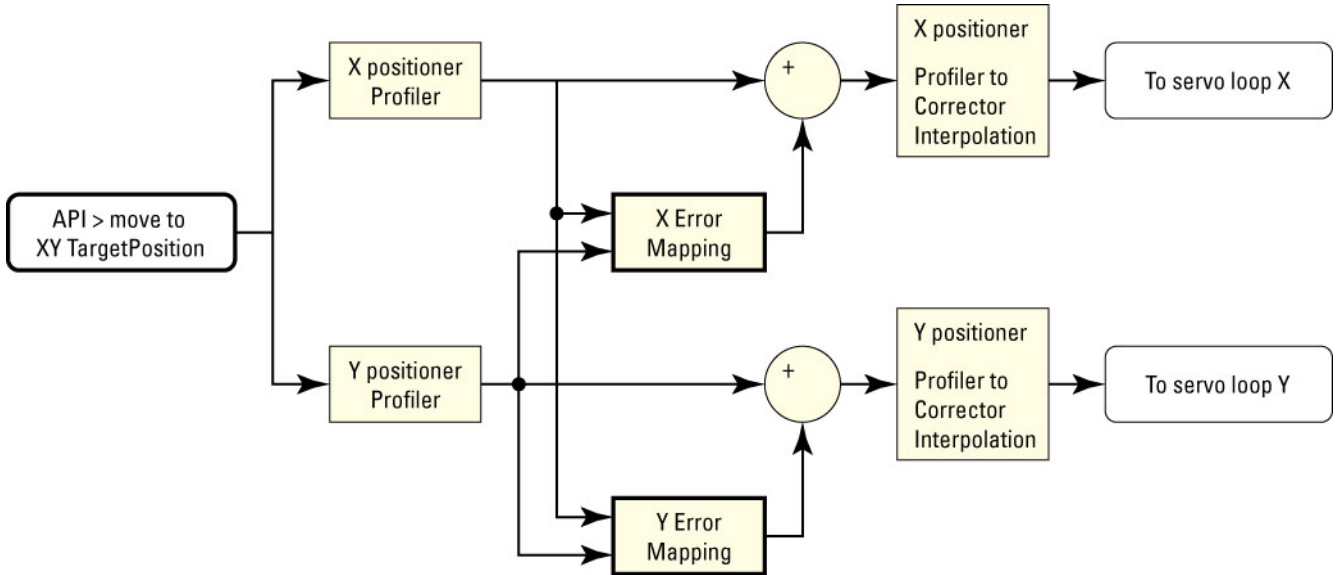 X positioner
Profiler
+
X positioner
Profiler to
Corrector
Interpolation
To servo loop X
API > move to
XY TargetPosition
X Error
Mapping
Y positioner
Profiler
+
Y positioner
Profiler to
Corrector
Interpolation
To servo loop Y
Y Error
Mapping